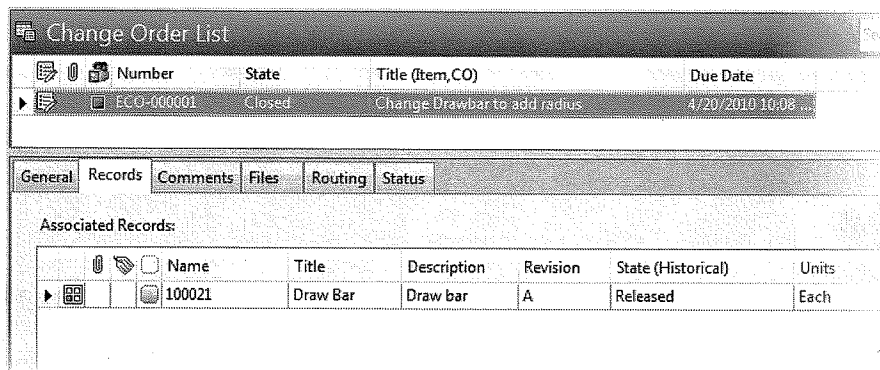 Change Order List
Number State Title (Item,CO) Due Date
ECO-000001 Closed Change Drawbar to add radius 4/20/2010 10:08 ...
General Records Comments Files Routing Status
Associated Records:
Name Title Description Revision State (Historical) Units
100021 Draw Bar Draw bar A Released Each